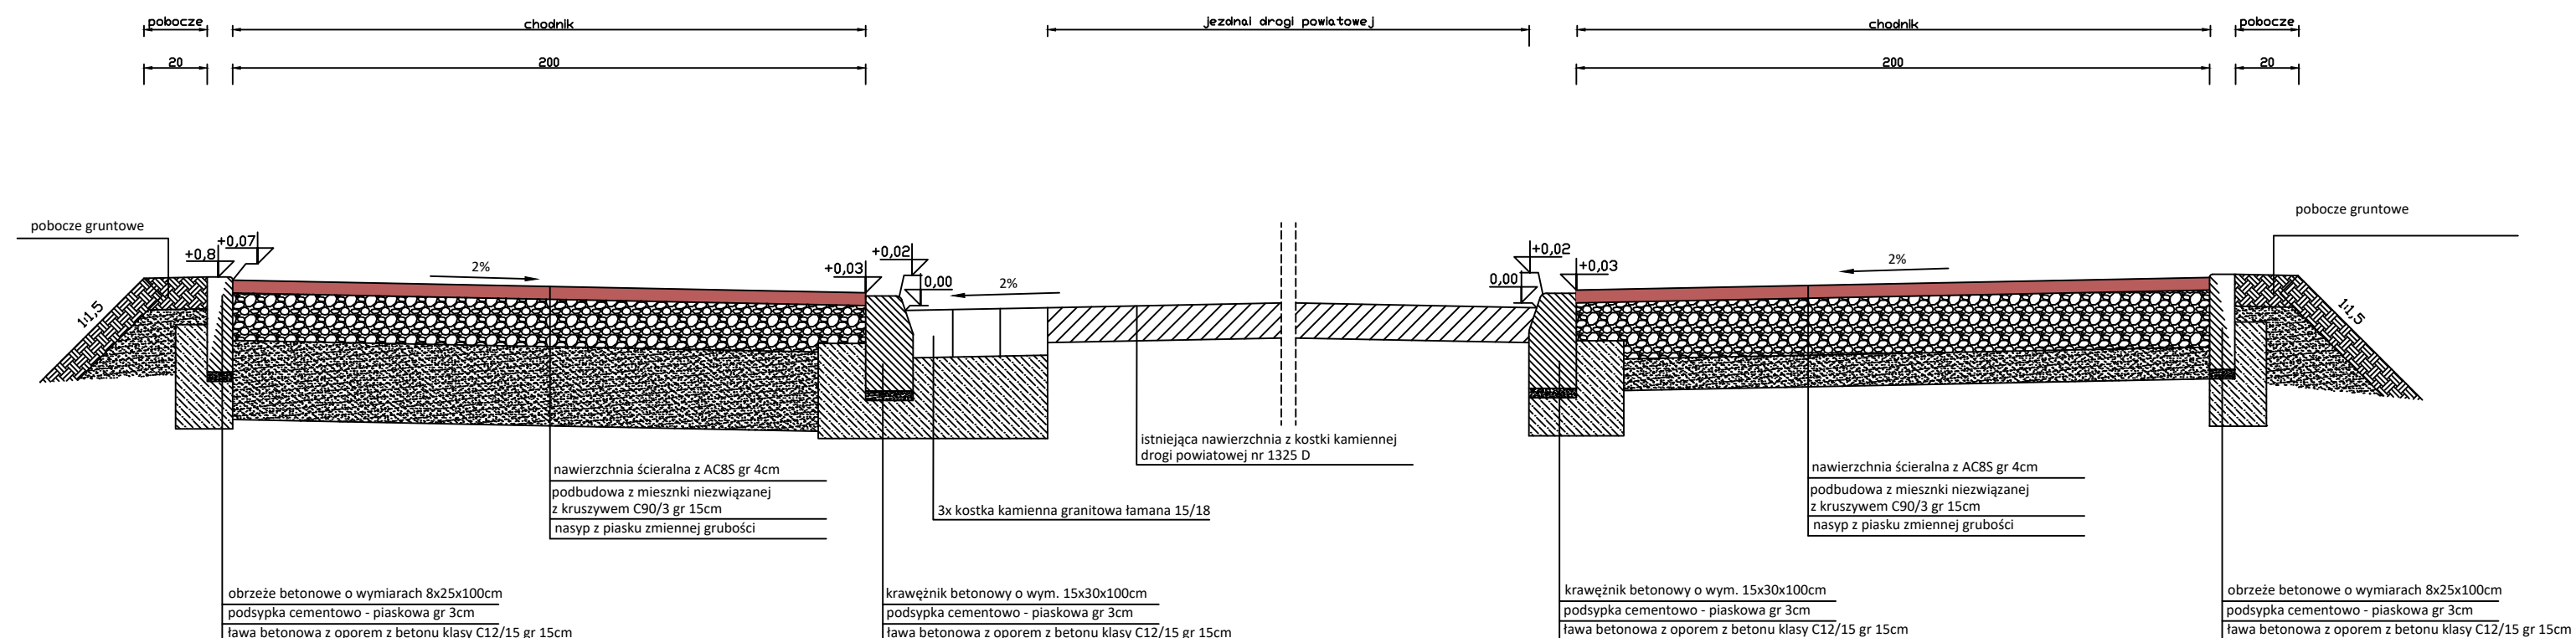 pobocze
chodnik
jezdnai drogi powiatowej
chodnik
pobocze
20
200
200
20
pobocze gruntowe
pobocze gruntowe
+0,8
+0,07
2%
+0,03
+0,02
0,00
2%
0,00
+0,02
+0,03
2%
1:1,5
1:1,5
istniejąca nawierzchnia z kostki kamiennej
drogi powiatowej nr 1325 D
nawierzchnia ścieralna z AC8S gr 4cm
podbudowa z miesznki niezwiązanej
z kruszywem C90/3 gr 15cm
nasyp z piasku zmiennej grubości
3x kostka kamienna granitowa łamana 15/18
nawierzchnia ścieralna z AC8S gr 4cm
podbudowa z miesznki niezwiązanej
z kruszywem C90/3 gr 15cm
nasyp z piasku zmiennej grubości
obrzeże betonowe o wymiarach 8x25x100cm
podsypka cementowo - piaskowa gr 3cm
ława betonowa z oporem z betonu klasy C12/15 gr 15cm
krawężnik betonowy o wym. 15x30x100cm
podsypka cementowo - piaskowa gr 3cm
ława betonowa z oporem z betonu klasy C12/15 gr 15cm
krawężnik betonowy o wym. 15x30x100cm
podsypka cementowo - piaskowa gr 3cm
ława betonowa z oporem z betonu klasy C12/15 gr 15cm
obrzeże betonowe o wymiarach 8x25x100cm
podsypka cementowo - piaskowa gr 3cm
ława betonowa z oporem z betonu klasy C12/15 gr 15cm